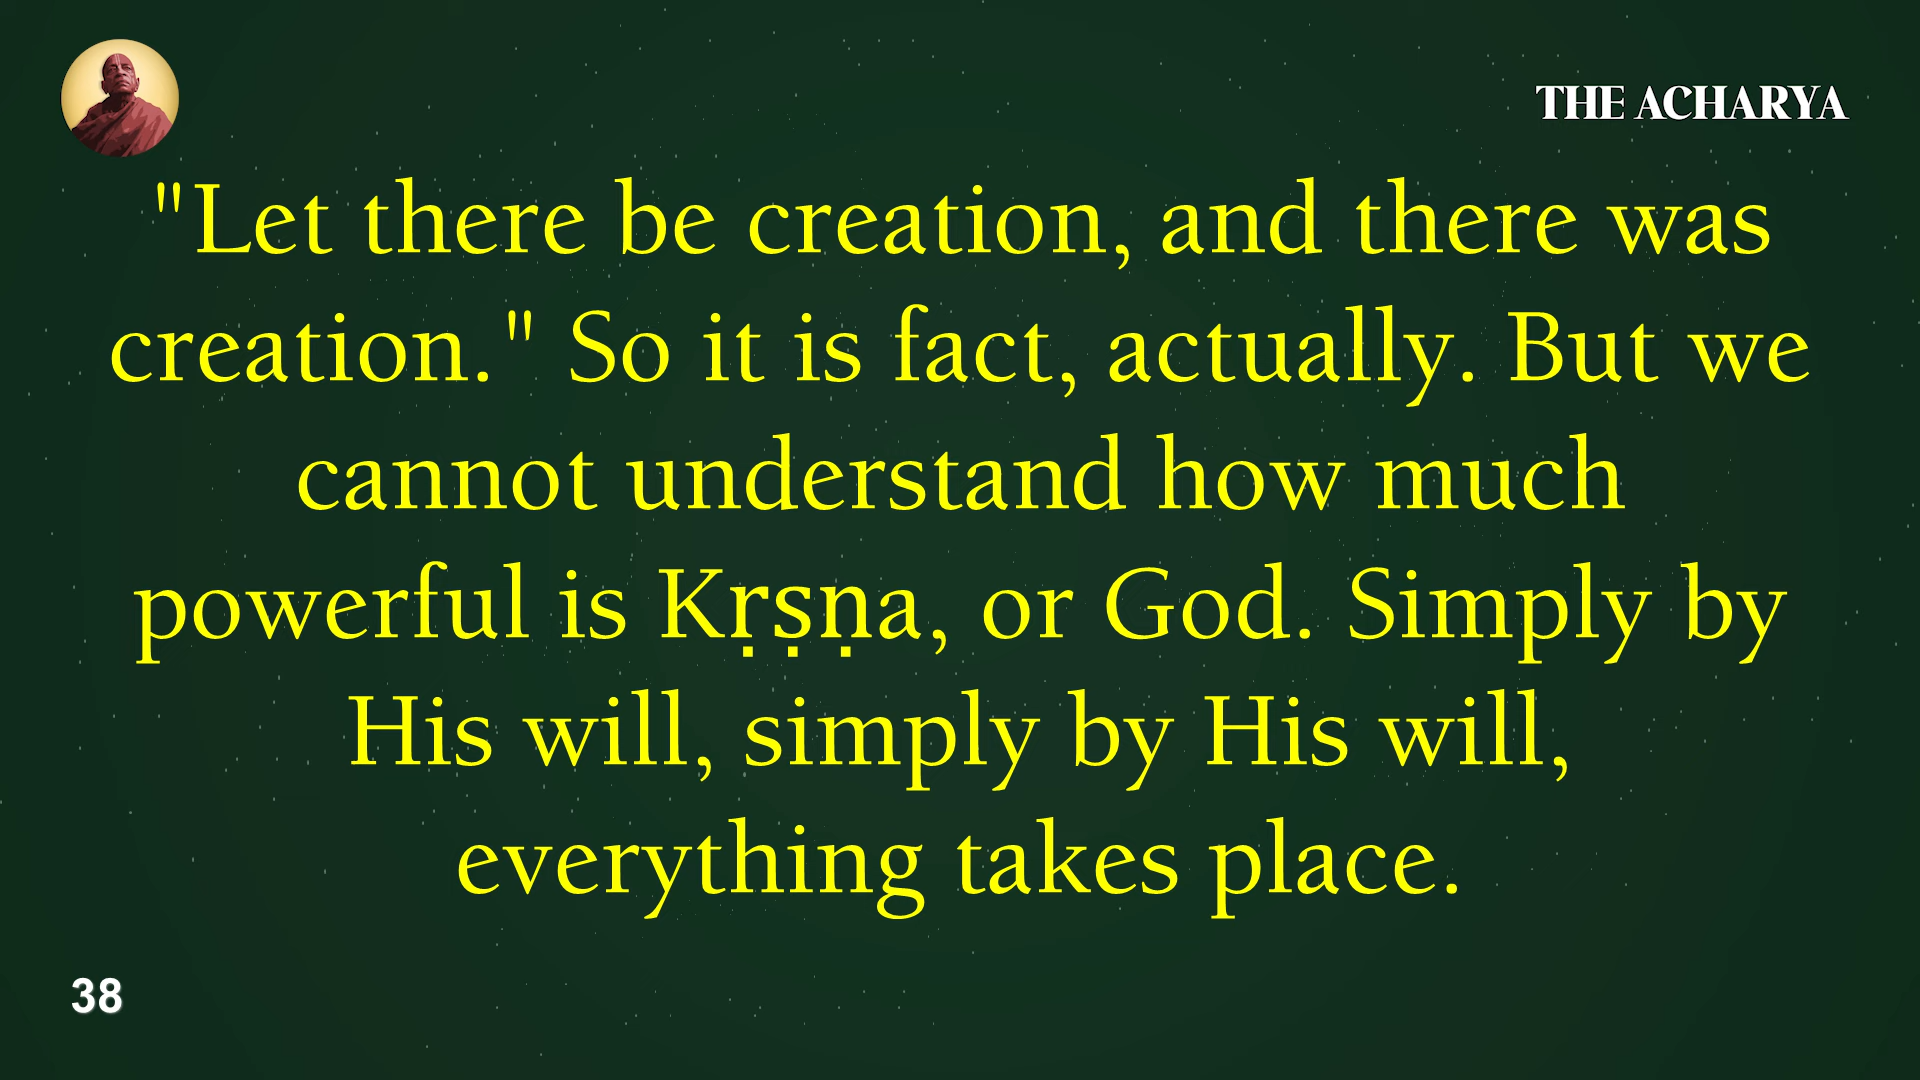 THE ACHARYA
"Let there be creation, and there was
creation." So it is fact, actually. But we
cannot understand how much
powerful is Kṛṣṇa, or God. Simply by
His will, simply by His will,
everything takes place.
38